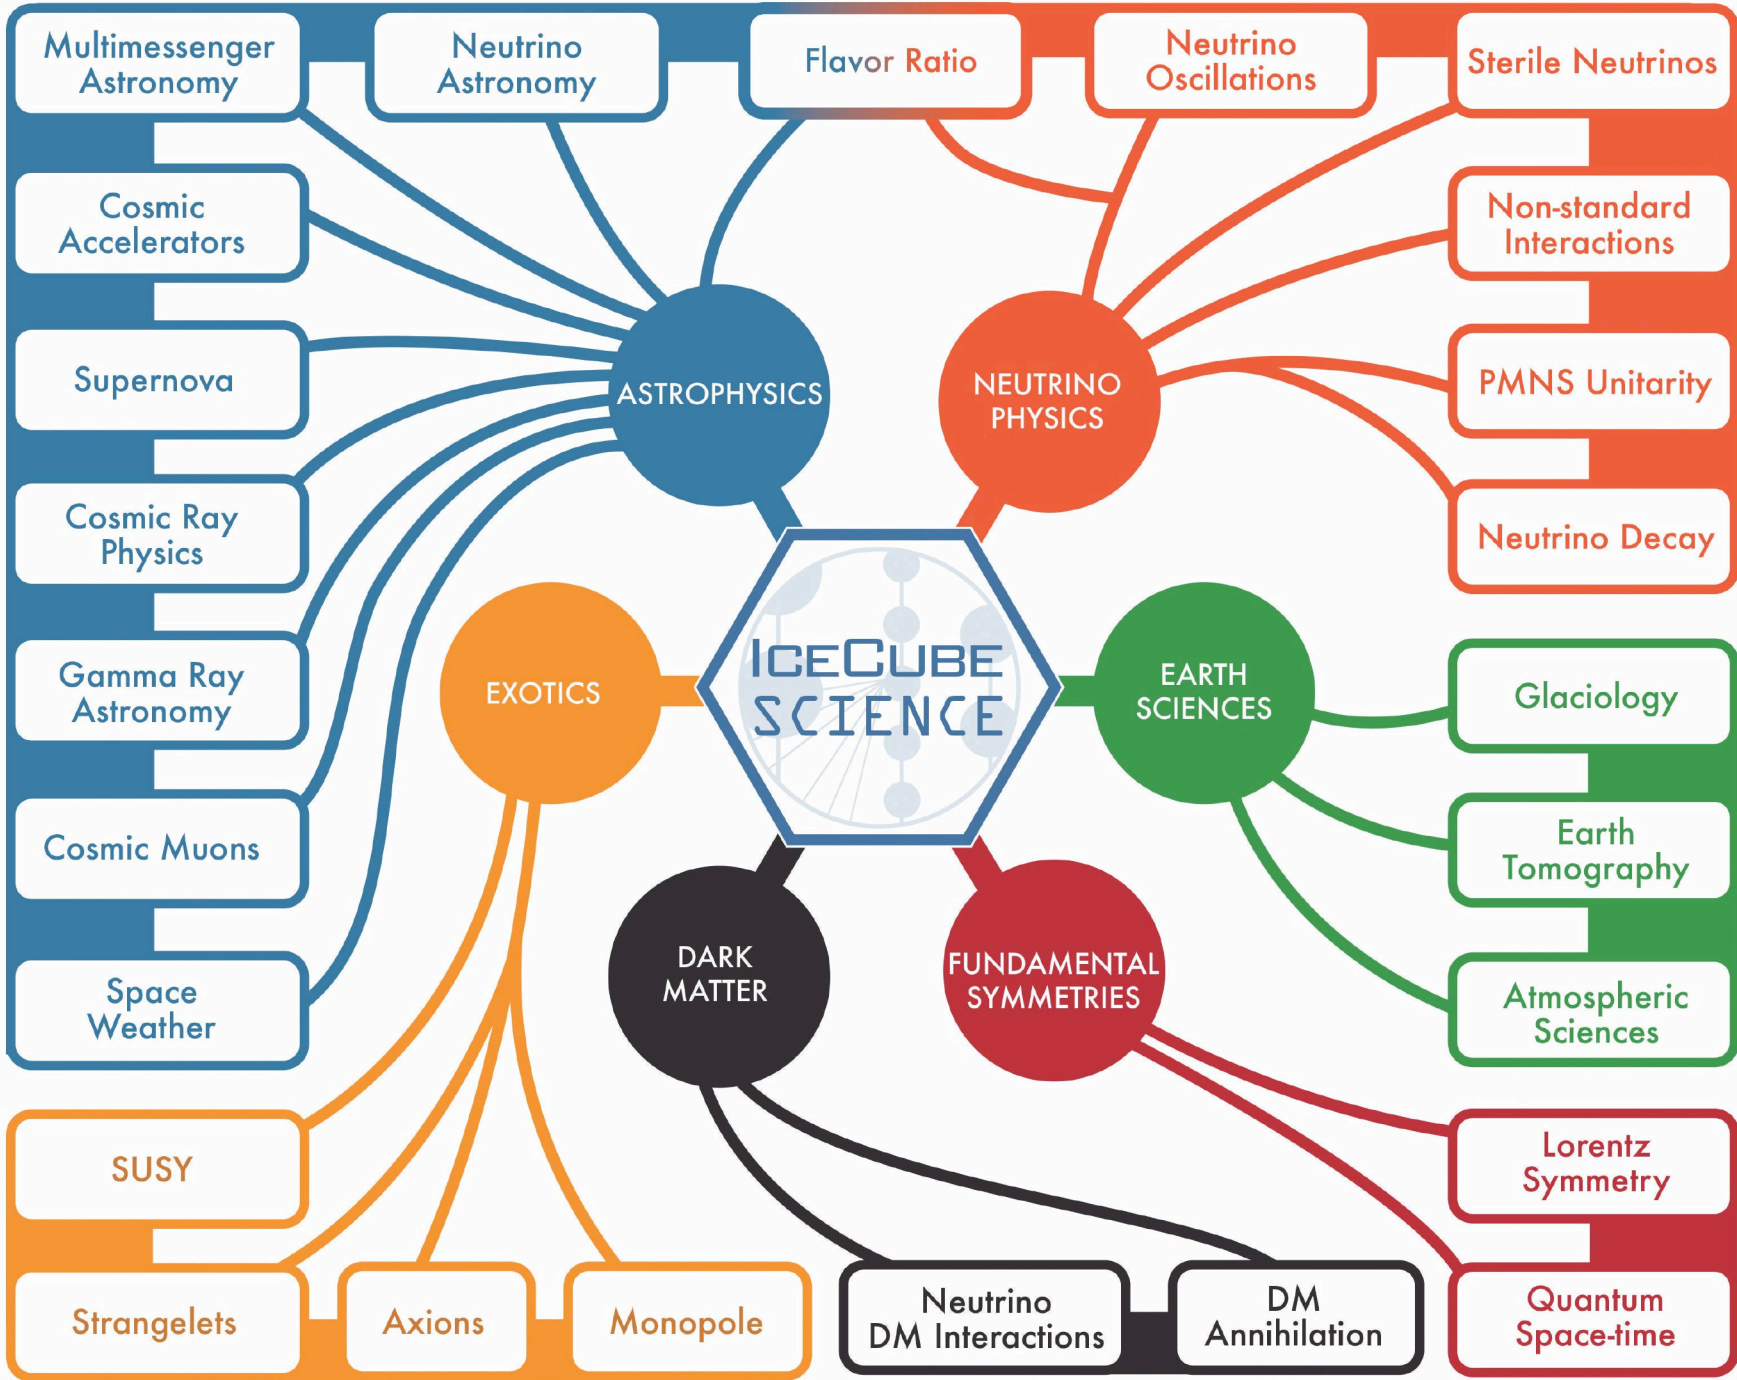 Multimessenger
Astronomy
Neutrino
Astronomy
Flavor Ratio
Neutrino
Oscillations
Sterile Neutrinos
Cosmic
Accelerators
Non-standard
Interactions
Supernova
ASTROPHYSICS
NEUTRINO
PHYSICS
PMNS Unitarity
Cosmic Ray
Physics
Neutrino Decay
Gamma Ray
Astronomy
EXOTICS
ICECUBE
SCIENCE
EARTH
SCIENCES
Glaciology
Cosmic Muons
Earth
Tomography
Space
Weather
DARK
MATTER
FUNDAMENTAL
SYMMETRIES
Atmospheric
Sciences
SUSY
Lorentz
Symmetry
Strangelets
Axions
Monopole
Neutrino
DM Interactions
DM
Annihilation
Quantum
Space-time